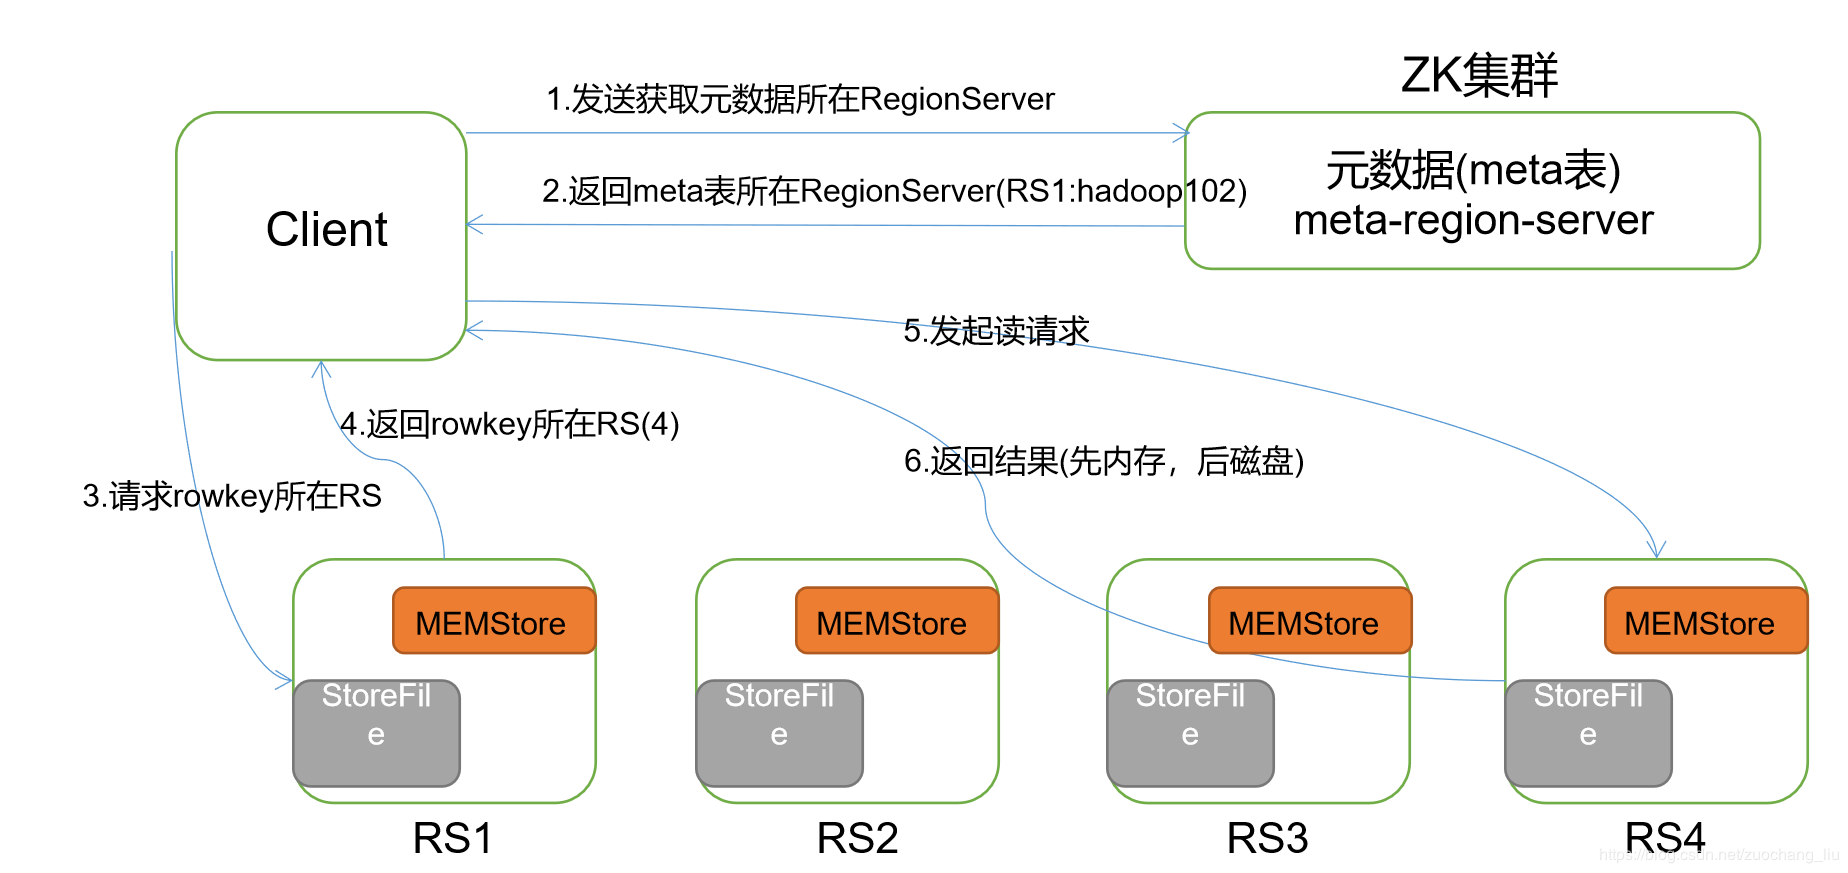 ZK集群
1.发送获取元数据所在RegionServer
元数据(meta表)
meta-region-server
2.返回meta表所在RegionServer(RS1:hadoop102)
Client
5.发起读请求
4.返回rowkey所在RS(4)
6.返回结果(先内存，后磁盘)
3.请求rowkey所在RS
MEMStore
StoreFil
e
RS1
MEMStore
StoreFil
e
RS2
MEMStore
StoreFil
e
RS3
MEMStore
StoreFil
e
RS4
https://blog.csdn.net/zuochang_liu